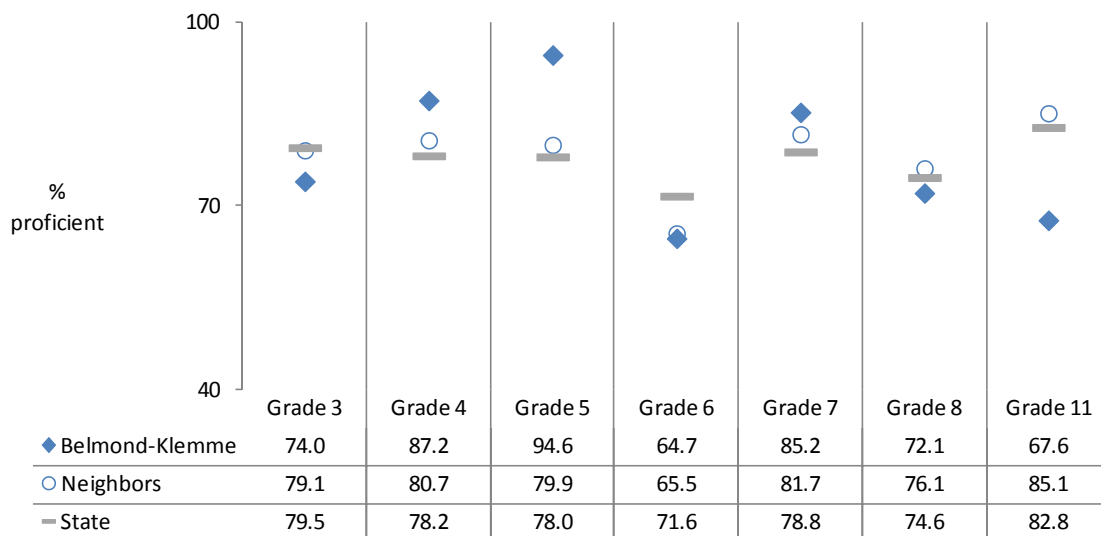 100
70
40
%
proficient
Grade 3 Grade 4 Grade 5 Grade 6 Grade 7 Grade 8 Grade 11
Belmond-Klemme 74.0 87.2 94.6 64.7 85.2 72.1 67.6
Neighbors 79.1 80.7 79.9 65.5 81.7 76.1 85.1
State 79.5 78.2 78.0 71.6 78.8 74.6 82.8